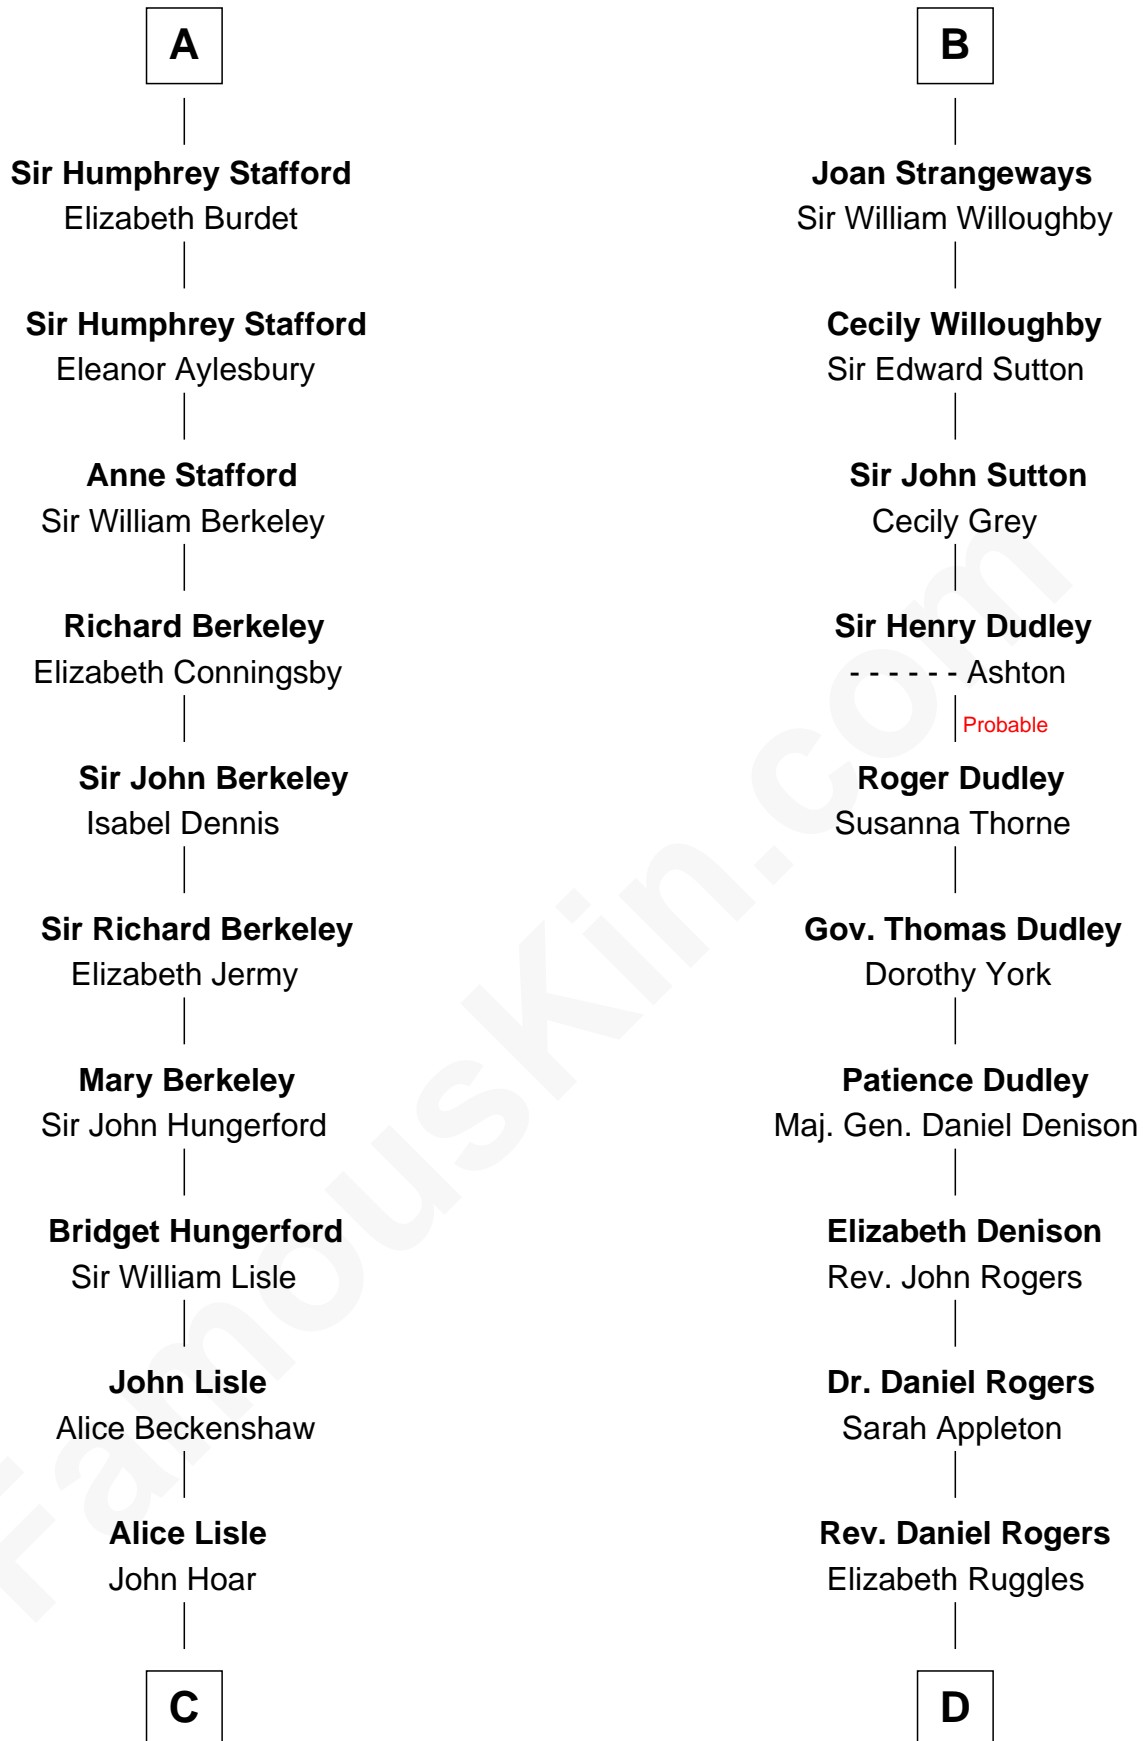 A
Sir Humphrey Stafford
Elizabeth Burdet
Sir Humphrey Stafford
Eleanor Aylesbury
Anne Stafford
Sir William Berkeley
Richard Berkeley
Elizabeth Conningsby
Sir John Berkeley
Isabel Dennis
Sir Richard Berkeley
Elizabeth Jermy
Mary Berkeley
Sir John Hungerford
Bridget Hungerford
Sir William Lisle
John Lisle
Alice Beckenshaw
Alice Lisle
John Hoar
C
B
Joan Strangeways
Sir William Willoughby
Cecily Willoughby
Sir Edward Sutton
Sir John Sutton
Cecily Grey
Sir Henry Dudley
- - - - - - Ashton
Probable
Roger Dudley
Susanna Thorne
Gov. Thomas Dudley
Dorothy York
Patience Dudley
Maj. Gen. Daniel Denison
Elizabeth Denison
Rev. John Rogers
Dr. Daniel Rogers
Sarah Appleton
Rev. Daniel Rogers
Elizabeth Ruggles
D
FamousKin.com